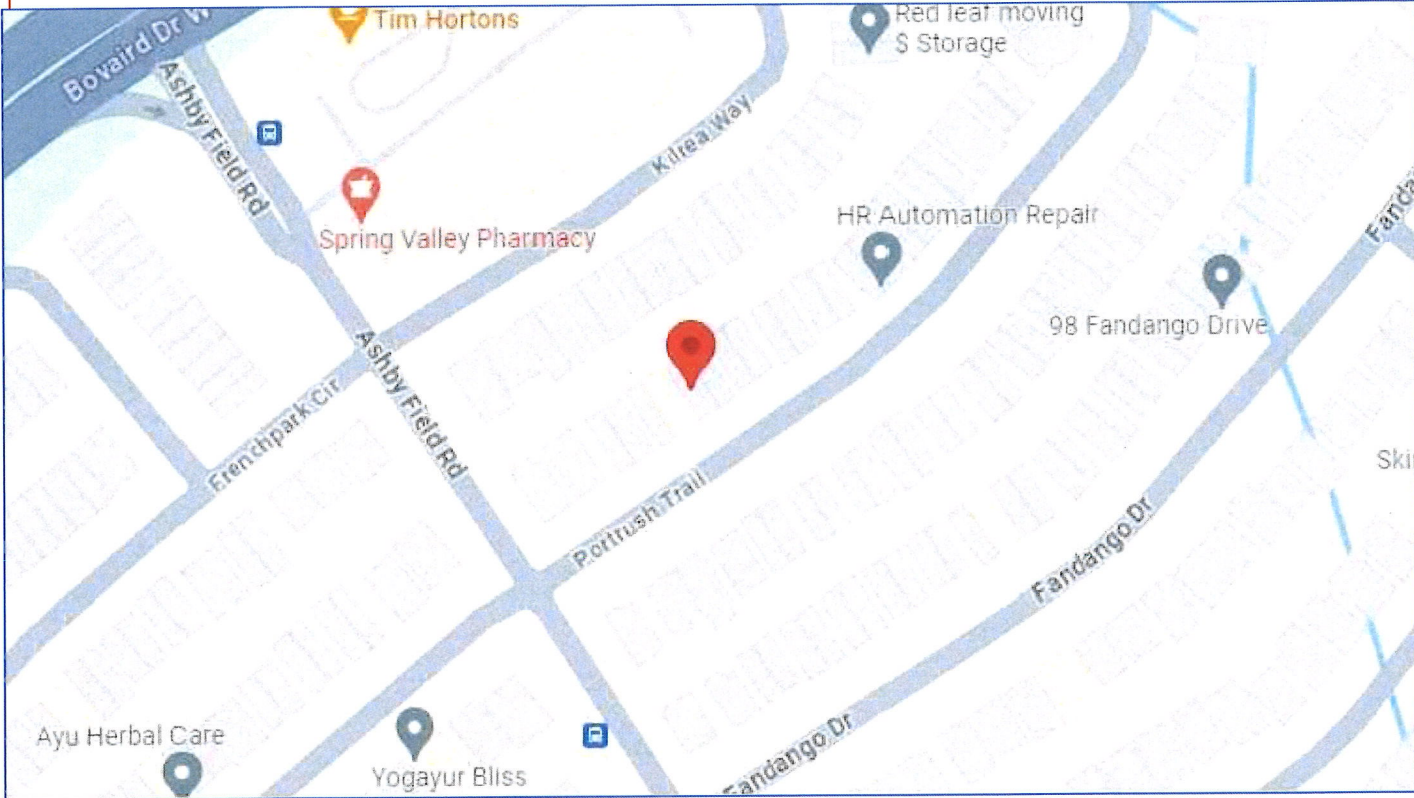 Tim Hortons
Red leaf moving
$ Storage
Bovaird Dr W
Ashby Field Rd
Kilrea Way
Spring Valley Pharmacy
HR Automation Repair
98 Fandango Drive
Ashby Field Rd
Frenchpark Cir
Portrush Trail
Fandango Dr
Ayu Herbal Care
Yogayur Bliss
Fandango Dr